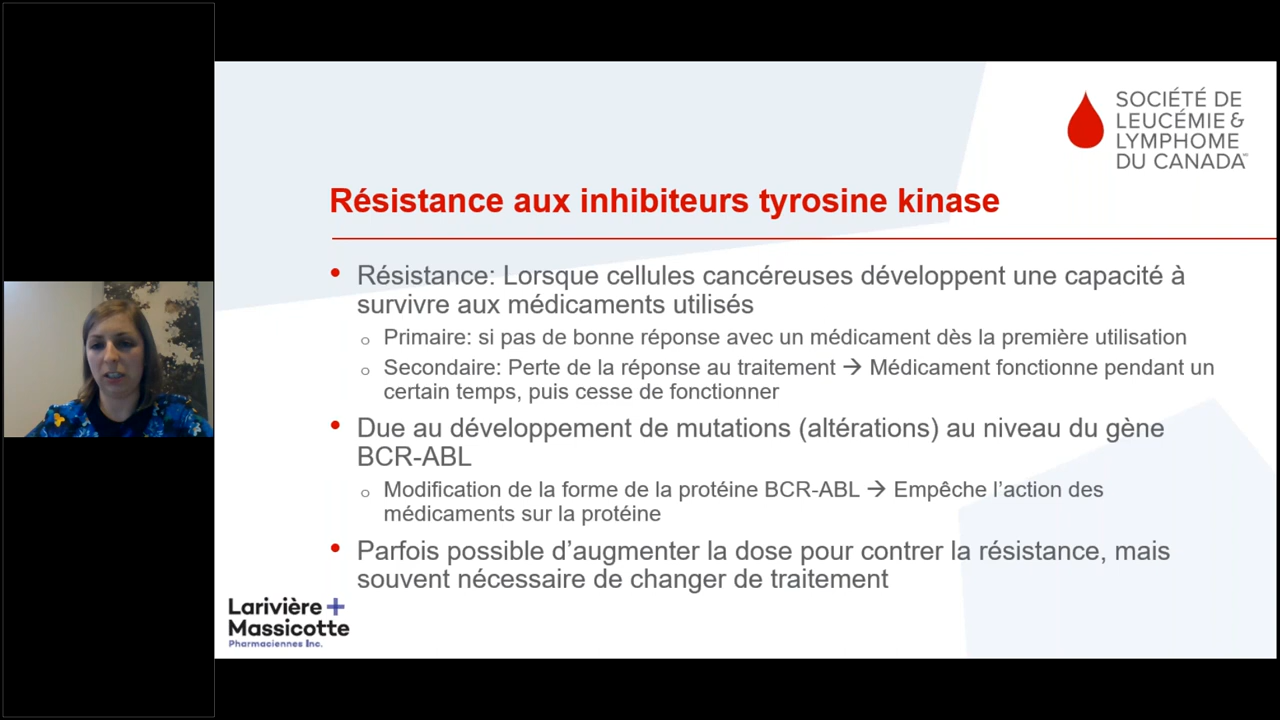 SOCIÉTÉ DE
LEUCÉMIE &
LYMPHOME
DU CANADA
Résistance aux inhibiteurs tyrosine kinase
• Résistance: Lorsque cellules cancéreuses développent une capacité à
survivre aux médicaments utilisés
o Primaire: si pas de bonne réponse avec un médicament dès la première utilisation
o Secondaire: Perte de la réponse au traitement → Médicament fonctionne pendant un
certain temps, puis cesse de fonctionner
• Due au développement de mutations (altérations) au niveau du gène
BCR-ABL
o Modification de la forme de la protéine BCR-ABL → Empêche l’action des
médicaments sur la protéine
• Parfois possible d’augmenter la dose pour contrer la résistance, mais
souvent nécessaire de changer de traitement
Larivière +
Massicotte
Pharmaciennes Inc.